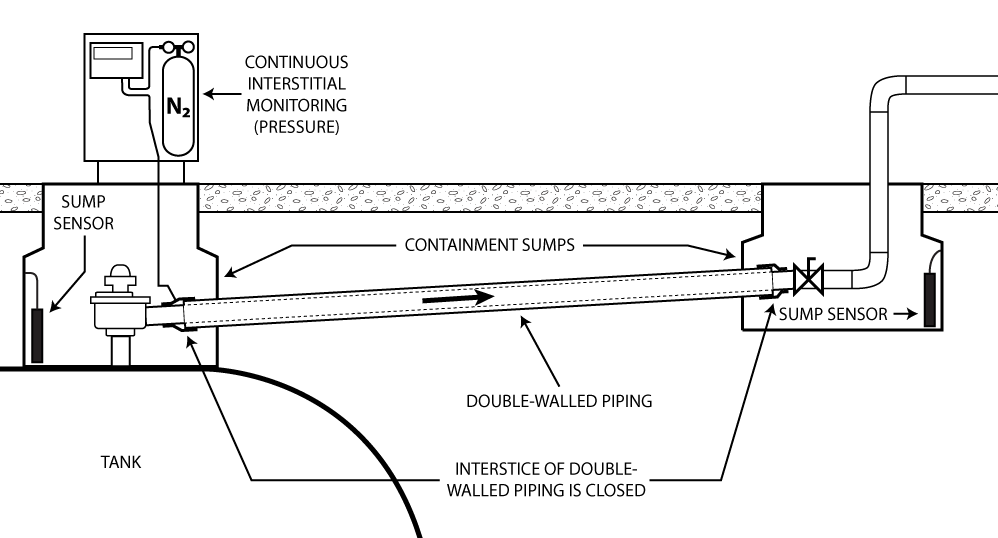 CONTINUOUS
INTERSTITIAL
MONITORING
(PRESSURE)
N₂
SUMP
SENSOR
CONTAINMENT SUMPS
SUMP SENSOR
DOUBLE-WALLED PIPING
TANK
INTERSTICE OF DOUBLE-
WALLED PIPING IS CLOSED